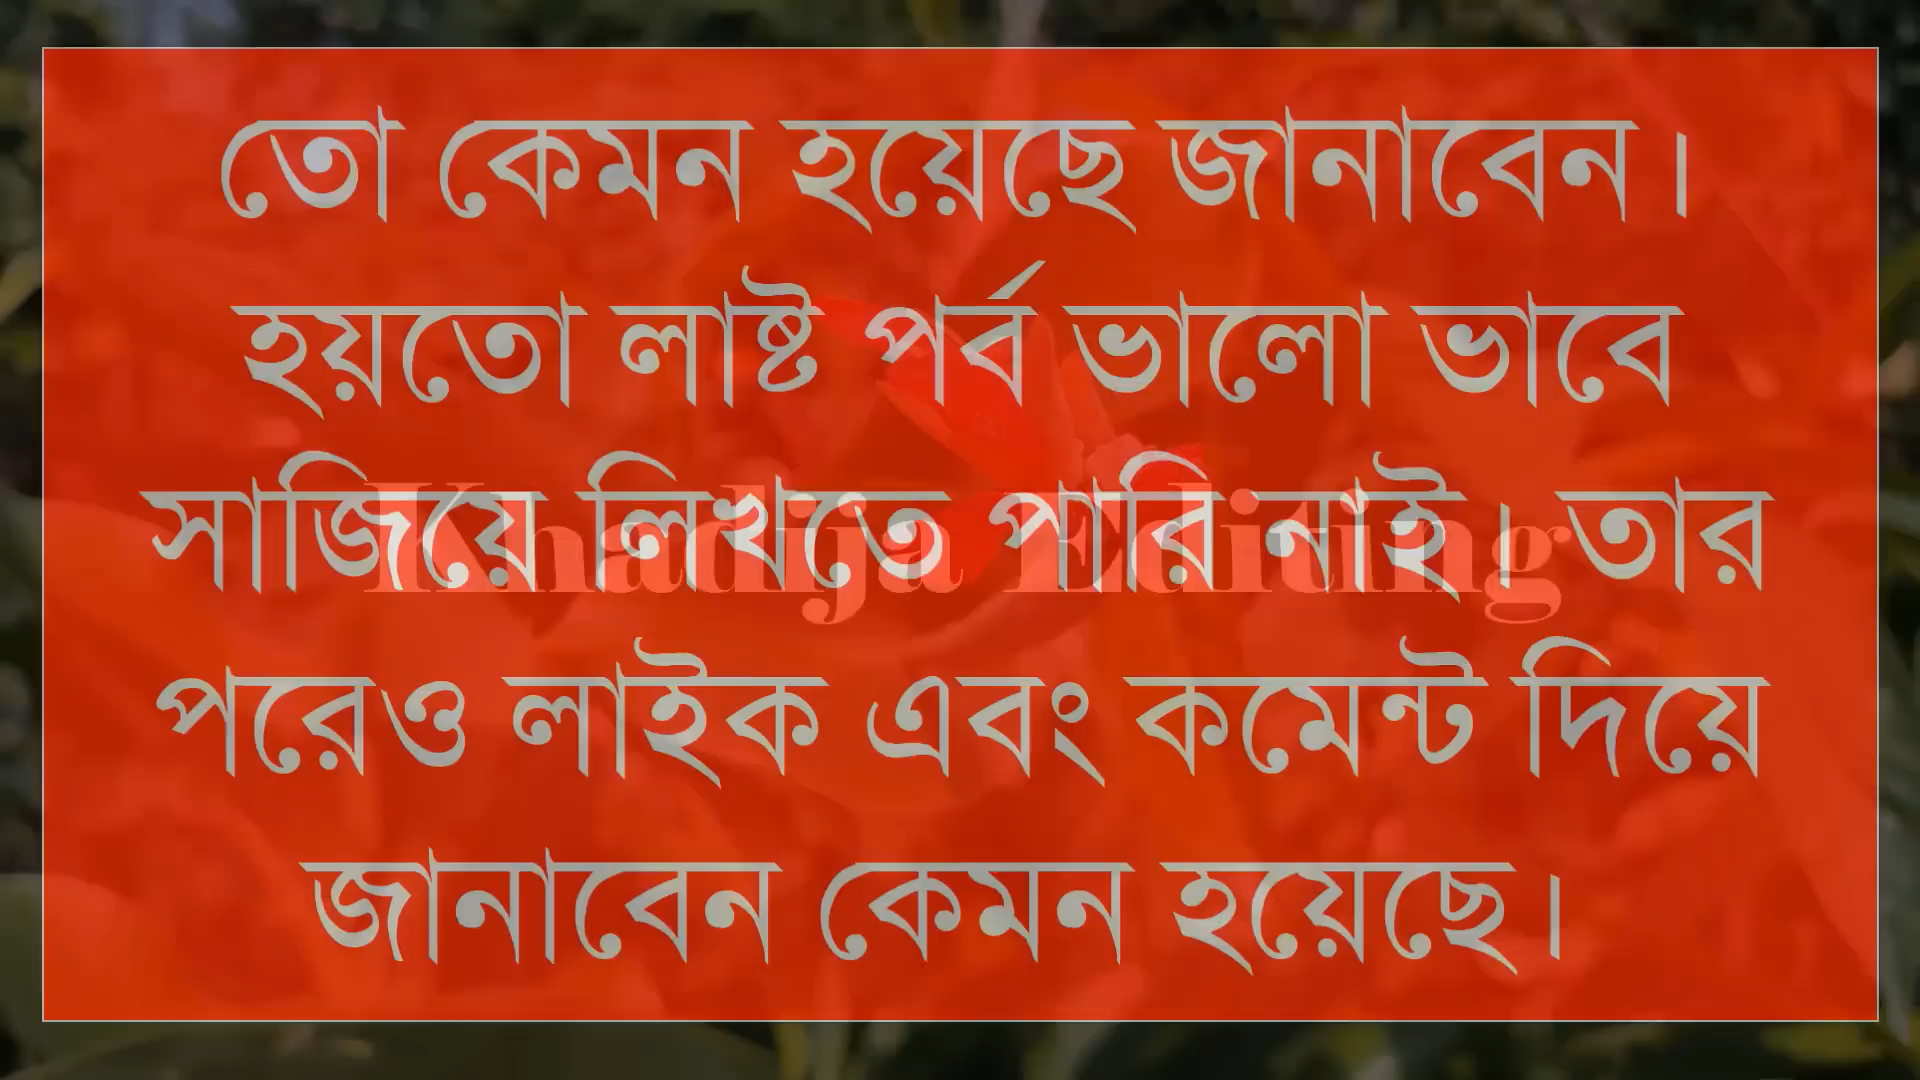 তো কেমন হয়েছে জানাবেন।
হয়তো লাষ্ট পর্ব ভালো ভাবে
সাজিয়ে লিখতে পারি নাই। তার
পরেও লাইক এবং কমেন্ট দিয়ে
জানাবেন কেমন হয়েছে।
Khadija Editing